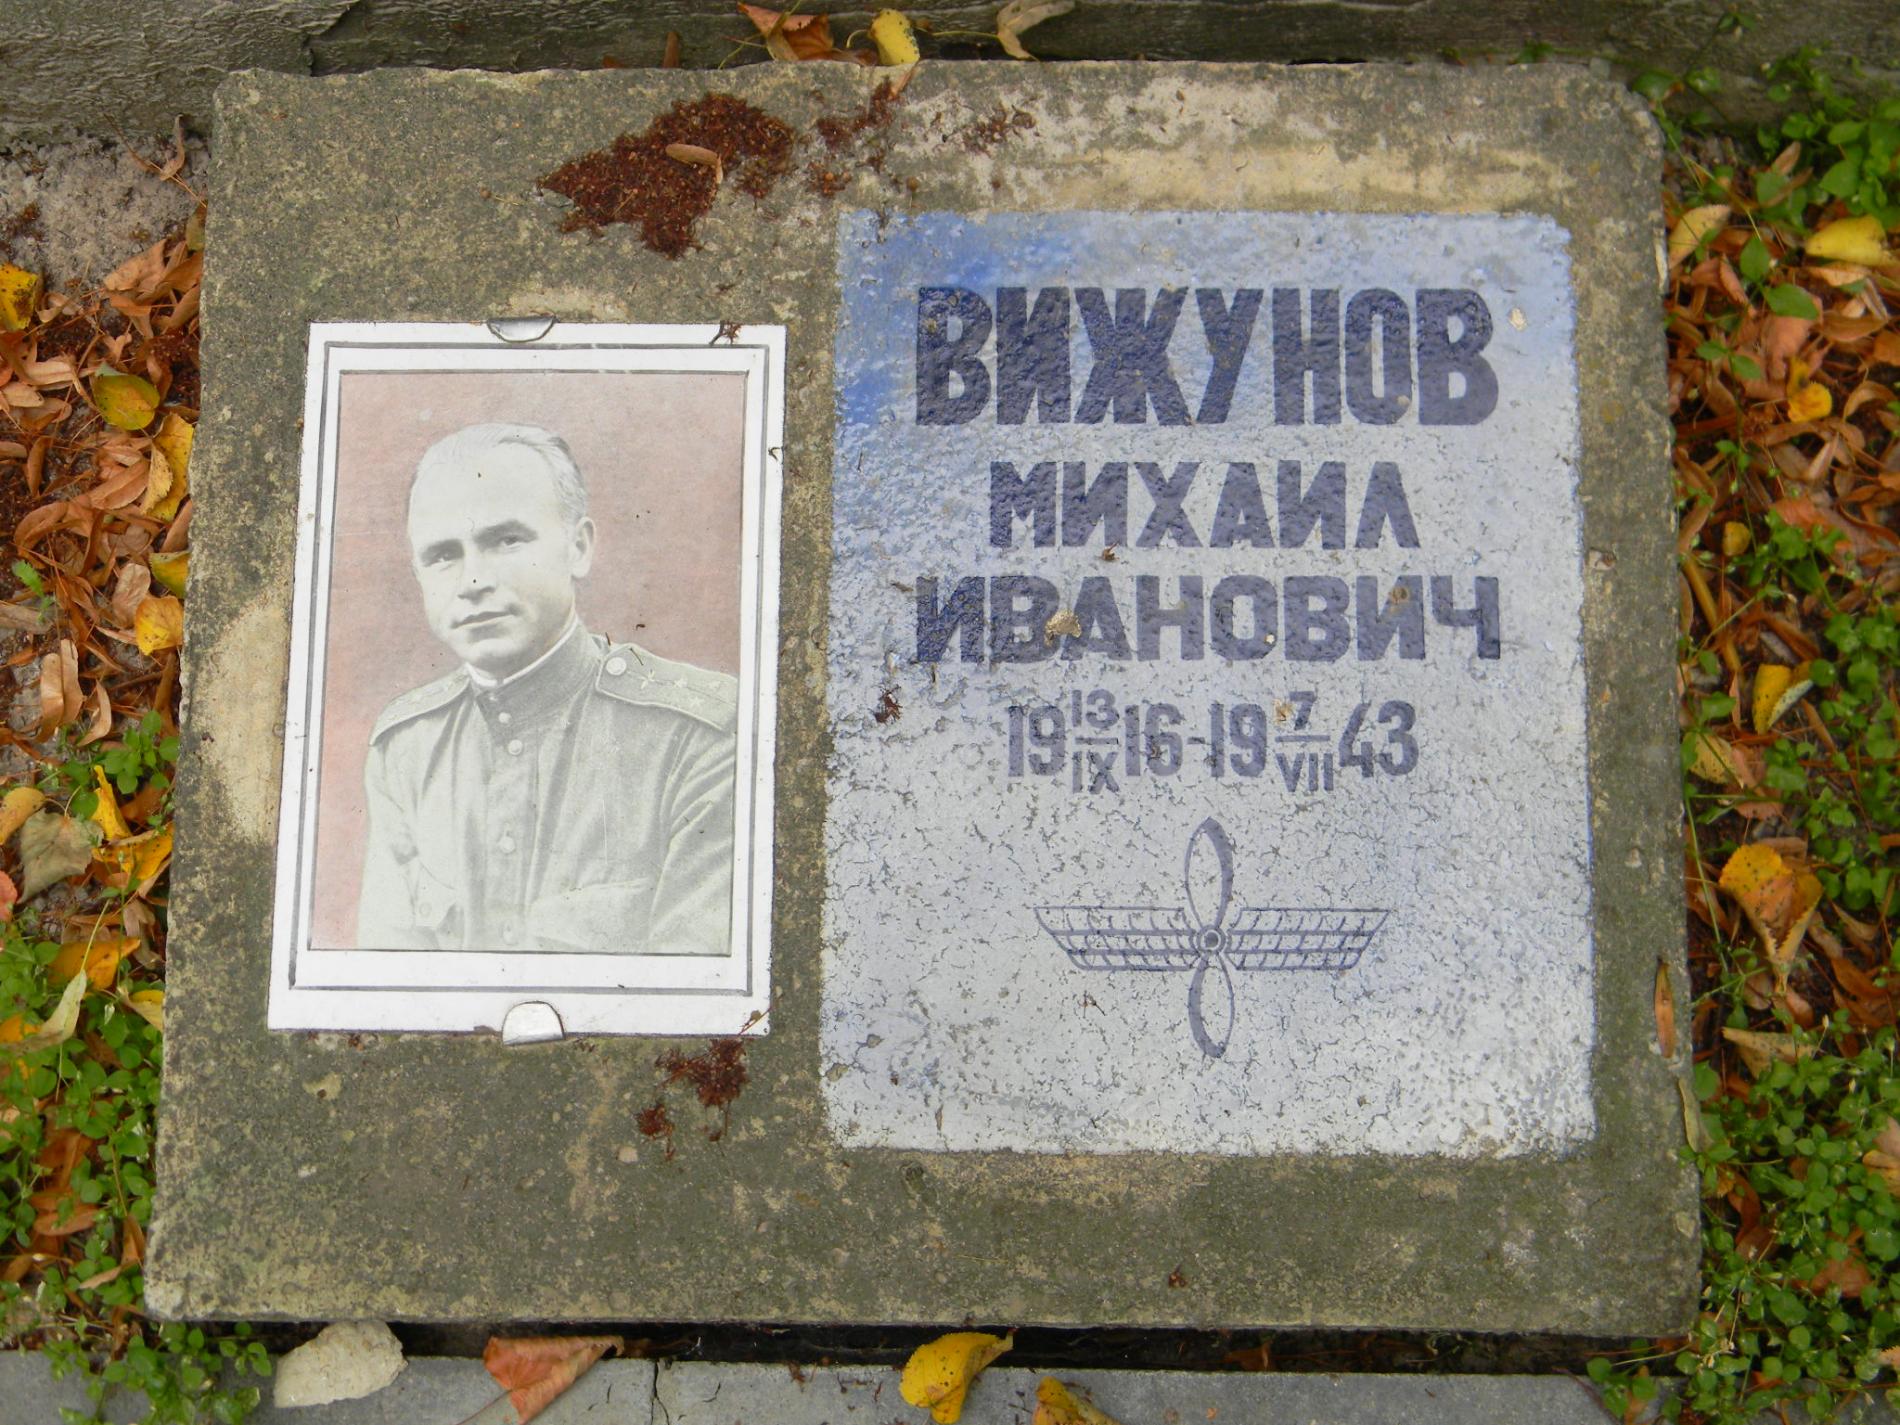 ВИЖУНОВ
МИХАИЛ
ИВАНОВИЧ
19 13/IX 16-19 7/VII 43